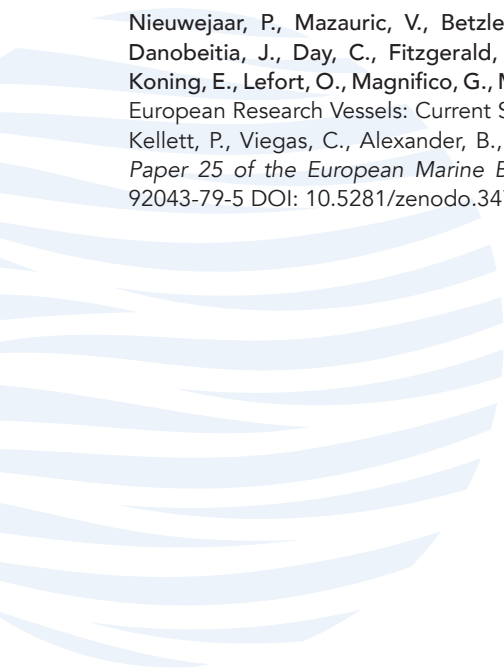 Nieuwejaar, P., Mazauric, V., Betzle
Danobeitia, J., Day, C., Fitzgerald,
Koning, E., Lefort, O., Magnifico, G.,
European Research Vessels: Current
Kellett, P., Viegas, C., Alexander, B.,
Paper 25 of the European Marine
92043-79-5 DOI: 10.5281/zenodo.34